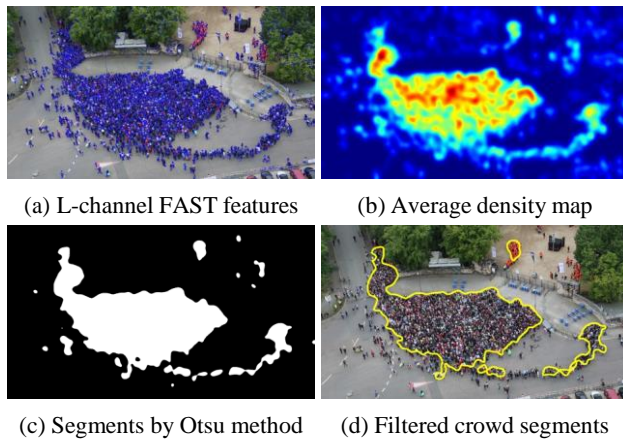 (a) L-channel FAST features
(b) Average density map
(c) Segments by Otsu method
(d) Filtered crowd segments